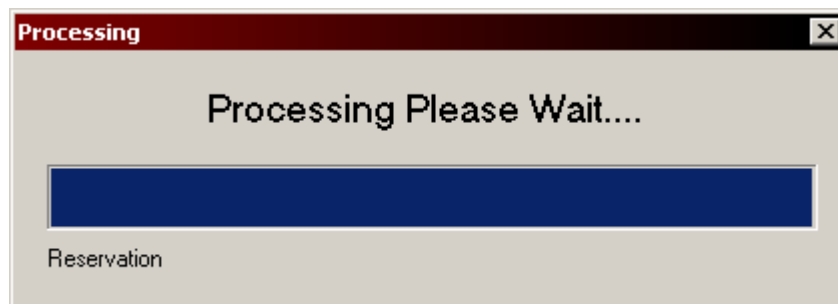 Processing
Processing Please Wait....
Reservation